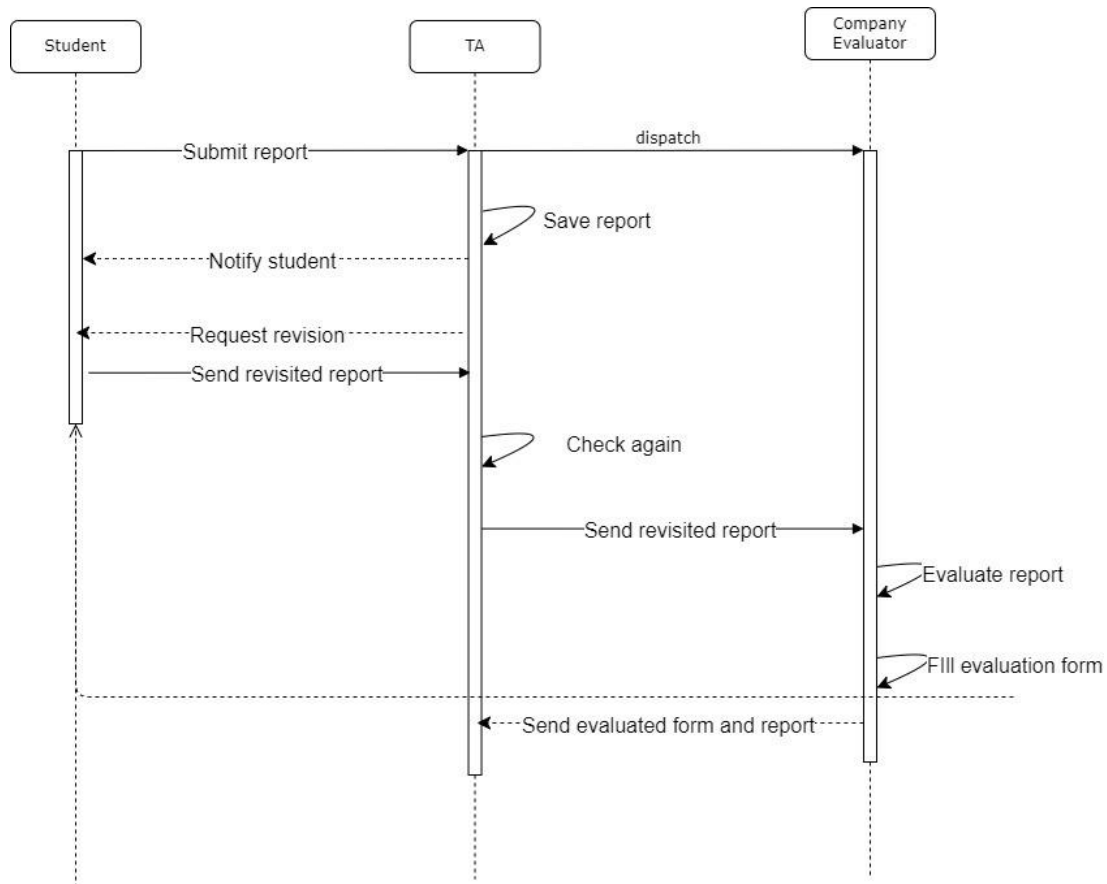 Student
TA
Company
Evaluator
Submit report
dispatch
Save report
Notify student
Request revision
Send revisited report
Check again
Send revisited report
Evaluate report
FIll evaluation form
Send evaluated form and report